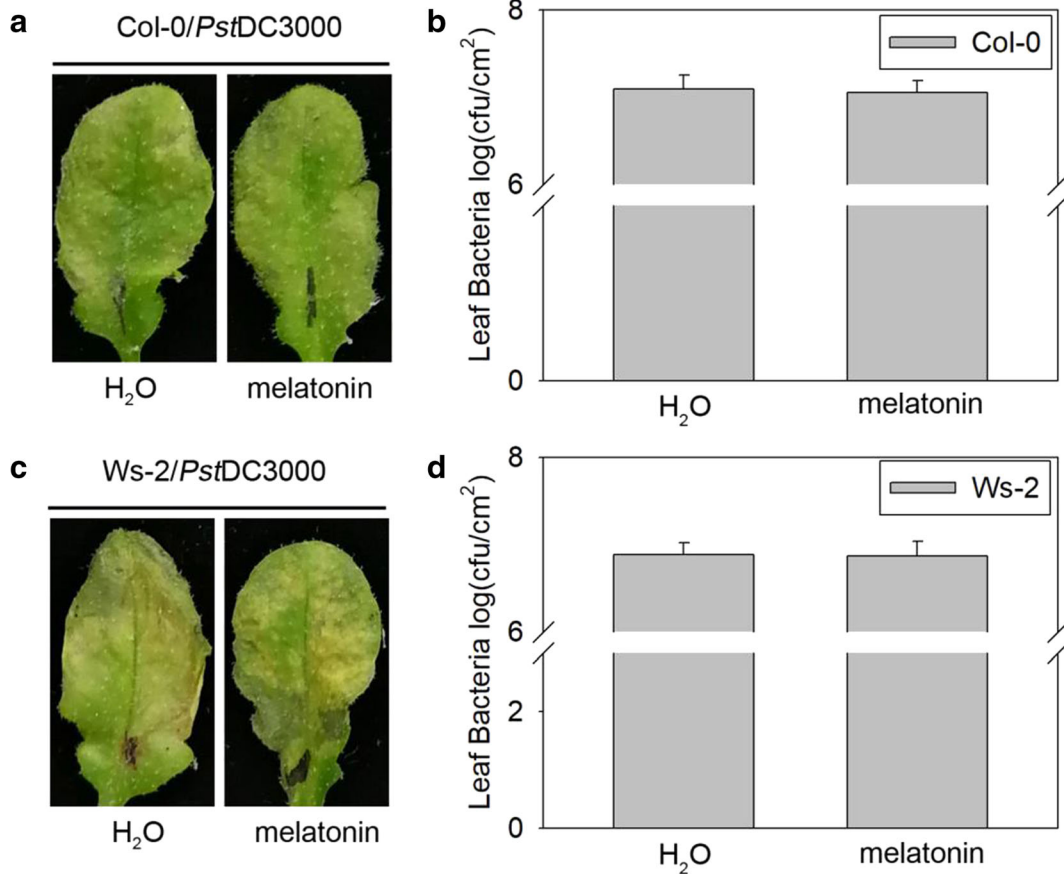 a
Col-0/PstDC3000
H₂O
melatonin
b
Leaf Bacteria log(cfu/cm²)
8
6
0
Col-0
H₂O
melatonin
c
Ws-2/PstDC3000
H₂O
melatonin
d
Leaf Bacteria log(cfu/cm²)
8
6
2
0
Ws-2
H₂O
melatonin